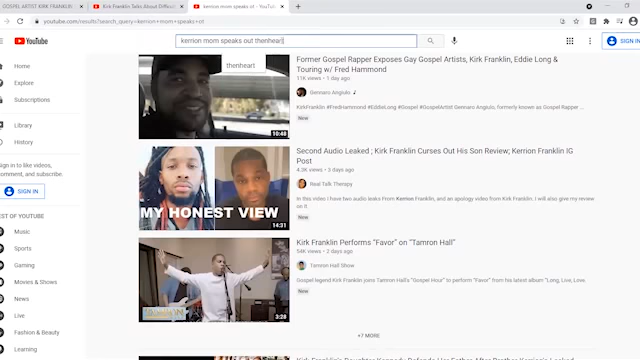 GOSPEL ARTIST KIRK FRANKLIN
Kirk Franklin Talks About Difficult
kerrion mom speaks ot - YouTu
youtube.com/results?search_query=kerrion+mom+speaks+ot
YouTube
kerrion mom speaks out thenhearl
SIGN IN
thenhearl
Home
Explore
Subscriptions
Library
History
Sign in to like videos,
comment, and subscribe.
SIGN IN
BEST OF YOUTUBE
Music
Sports
Gaming
Movies & Shows
News
Live
Fashion & Beauty
Learning
10:48
Former Gospel Rapper Exposes Gay Gospel Artists, Kirk Franklin, Eddie Long &
Touring w/ Fred Hammond
11K views • 1 day ago
Gennaro Angulo
KirkFranklin #FredHammond #EddieLong #Gospel #GospelArtist Gennaro Angulo, formerly-known as Gospel Rapper ...
New
MY HONEST VIEW
14:31
Second Audio Leaked ; Kirk Franklin Curses Out His Son Review; Kerrion Franklin IG
Post
4.3K views • 3 days ago
Real Talk Therapy
In this video I have two audio leaks From Kerrion Franklin, and an apology video from Kirk Franklin. I will also give my review
on it
New
3:28
Kirk Franklin Performs "Favor" on "Tamron Hall"
54K views • 2 days ago
Tamron Hall Show
Gospel legend Kirk Franklin joins Tamron Hall's "Gospel Hour" to perform "Favor" from his latest album "Long, Live, Love.
New
+7 MORE
Kirk Franklin's Daughter Kennedy Defends Her Father After Brother Kerrion Leaked